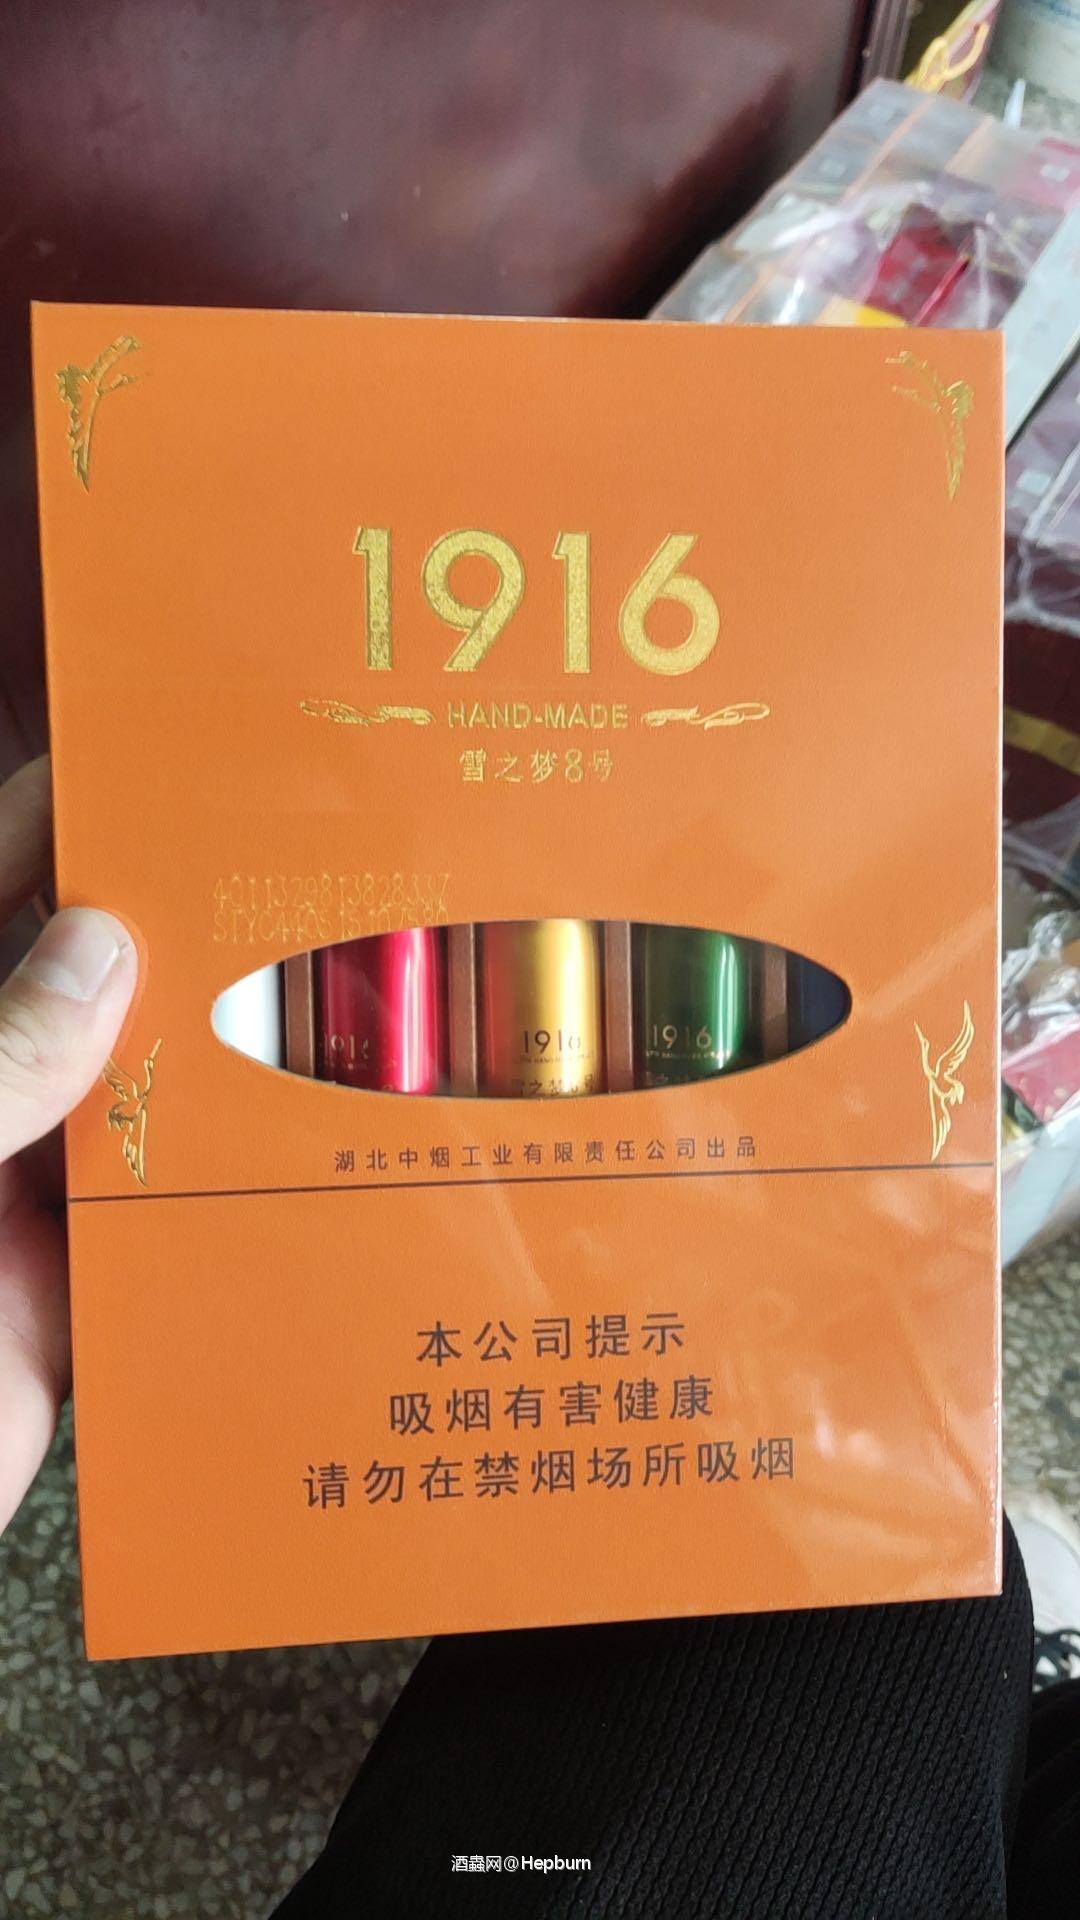 1916
HAND-MADE
雪之梦8号
4011329813828337
STYC440515107580
1916
1916
湖北中烟工业有限责任公司出品
本公司提示
吸烟有害健康
请勿在禁烟场所吸烟
酒蟲网@Hepburn